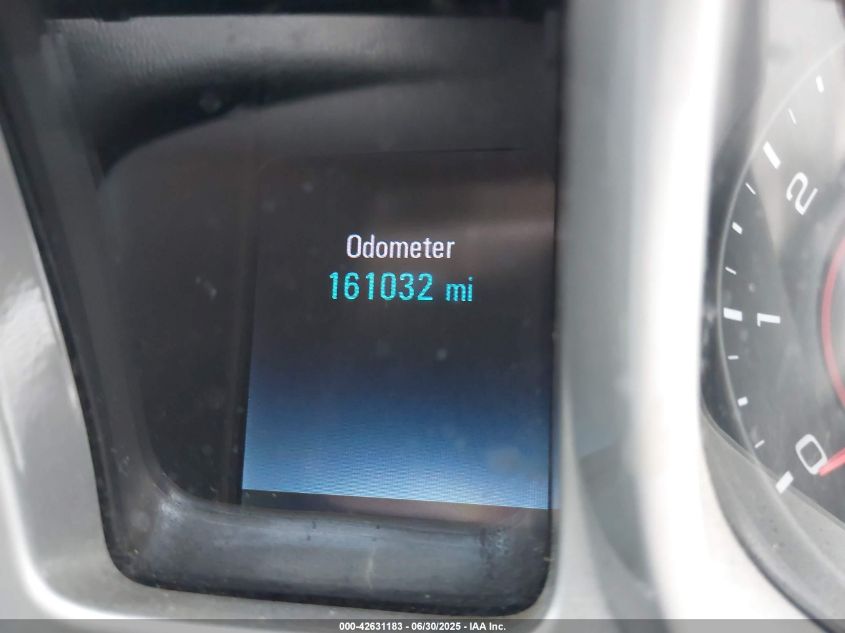 Odometer
161032 mi
2
1
0
000-42631183 - 06/30/2025 - IAA Inc.